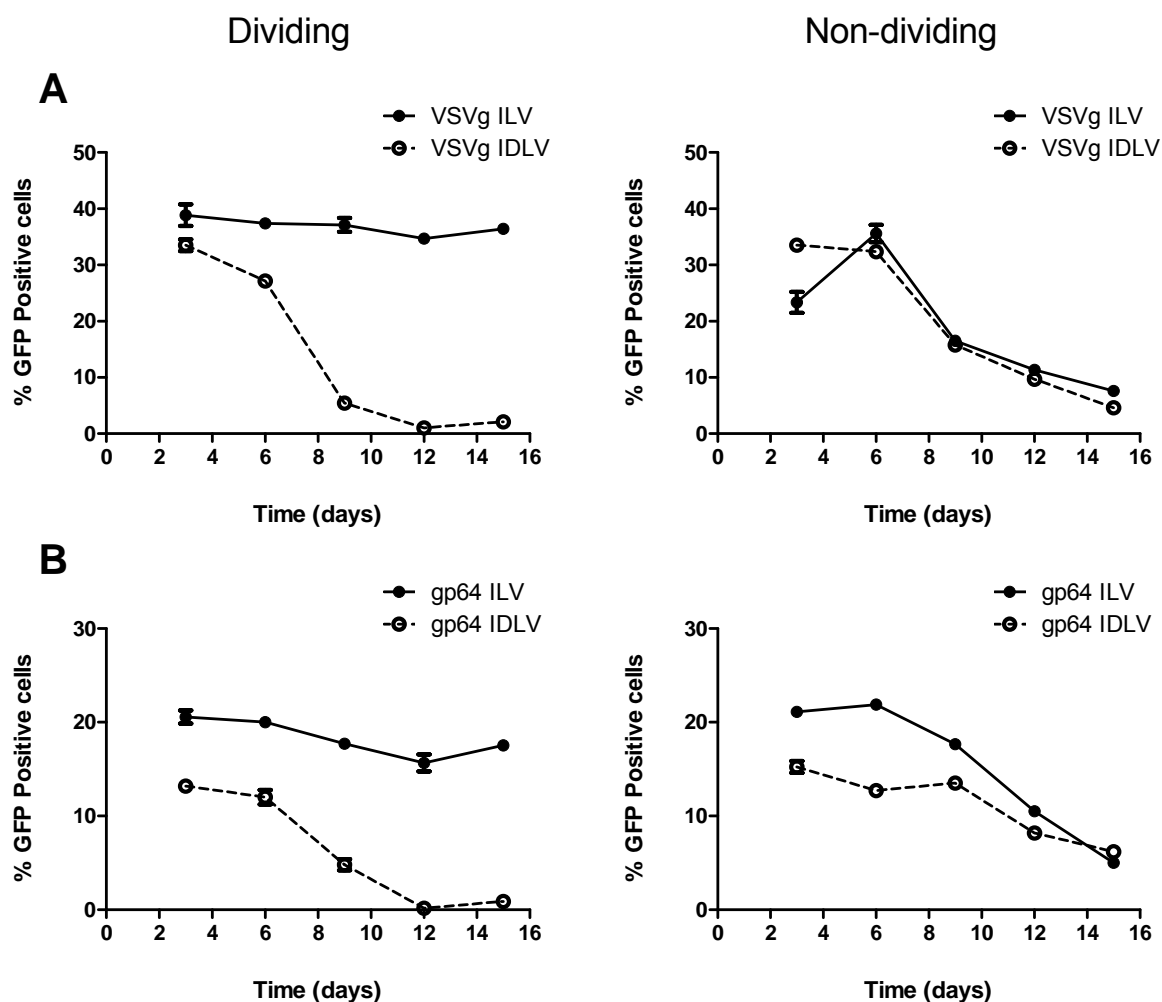 Dividing
Non-dividing
A
VSVg ILV
VSVg IDLV
% GFP Positive cells
50
40
30
20
10
0
0 2 4 6 8 10 12 14 16
Time (days)
VSVg ILV
VSVg IDLV
% GFP Positive cells
50
40
30
20
10
0
0 2 4 6 8 10 12 14 16
Time (days)
B
gp64 ILV
gp64 IDLV
% GFP Positive cells
30
20
10
0
0 2 4 6 8 10 12 14 16
Time (days)
gp64 ILV
gp64 IDLV
% GFP Positive cells
30
20
10
0
0 2 4 6 8 10 12 14 16
Time (days)